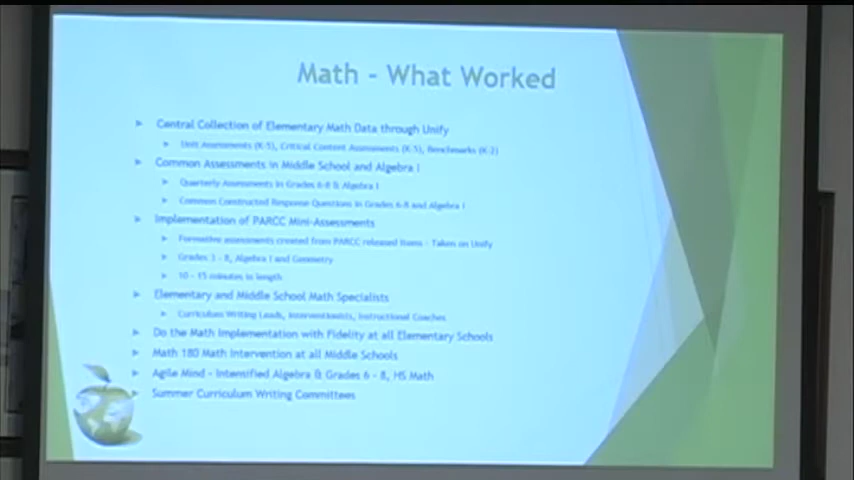 Math - What Worked
Central Collection of Elementary Math Data through Unify
Unit Assessments (K-5), Critical Content Assessments (K-5), Benchmarks (K-2)
Common Assessments in Middle School and Algebra I
Quarterly Assessments in Grades 6-8 & Algebra I
Common Constructed Response Questions in Grades 6-8 and Algebra I
Implementation of PARCC Mini-Assessments
Formative assessments created from PARCC released items - Taken on Unify
Grades 3 - 8, Algebra I and Geometry
10 - 15 minutes in length
Elementary and Middle School Math Specialists
Curriculum Writing Leads, Interventionists, Instructional Coaches
Do the Math Implementation with Fidelity at all Elementary Schools
Math 180 Math Intervention at all Middle Schools
Agile Mind - Intensified Algebra & Grades 6 - 8, HS Math
Summer Curriculum Writing Committees